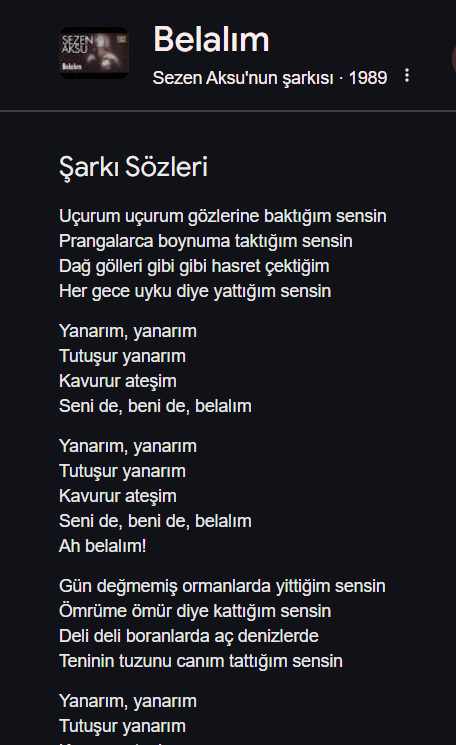 SEZEN
AKSU
Belalım
Belalım
Sezen Aksu'nun şarkısı · 1989
Şarkı Sözleri
Uçurum uçurum gözlerine baktığım sensin
Prangalarca boynuma taktığım sensin
Dağ gölleri gibi gibi hasret çektiğim
Her gece uyku diye yattığım sensin
Yanarım, yanarım
Tutuşur yanarım
Kavurur ateşim
Seni de, beni de, belalım
Yanarım, yanarım
Tutuşur yanarım
Kavurur ateşim
Seni de, beni de, belalım
Ah belalım!
Gün değmemiş ormanlarda yittiğim sensin
Ömrüme ömür diye kattığım sensin
Deli deli boranlarda aç denizlerde
Teninin tuzunu canım tattığım sensin
Yanarım, yanarım
Tutuşur yanarım